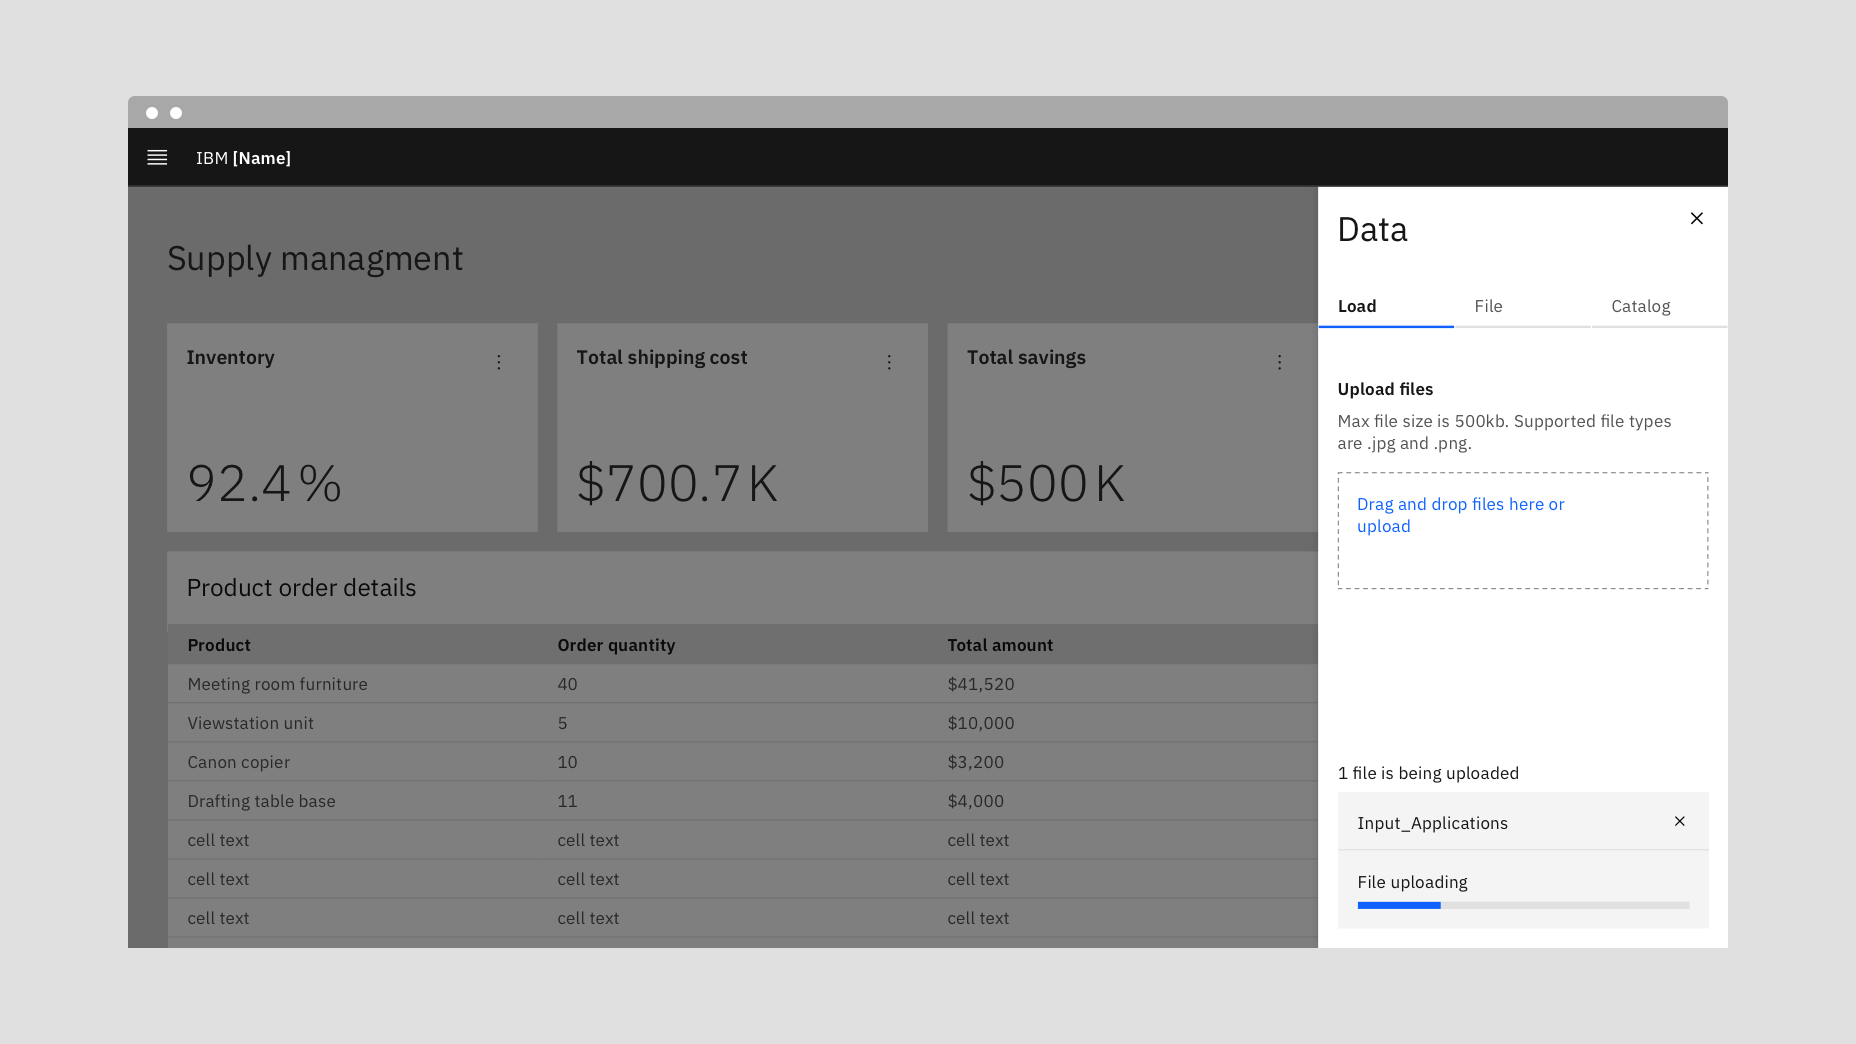 IBM [Name]
Supply managment
Inventory
92.4%
Total shipping cost
$700.7K
Total savings
$500K
Product order details
Product Order quantity Total amount
Meeting room furniture 40 $41,520
Viewstation unit 5 $10,000
Canon copier 10 $3,200
Drafting table base 11 $4,000
cell text cell text cell text
cell text cell text cell text
cell text cell text cell text
Data
Load File Catalog
Upload files
Max file size is 500kb. Supported file types
are .jpg and .png.
Drag and drop files here or
upload
1 file is being uploaded
Input_Applications
File uploading